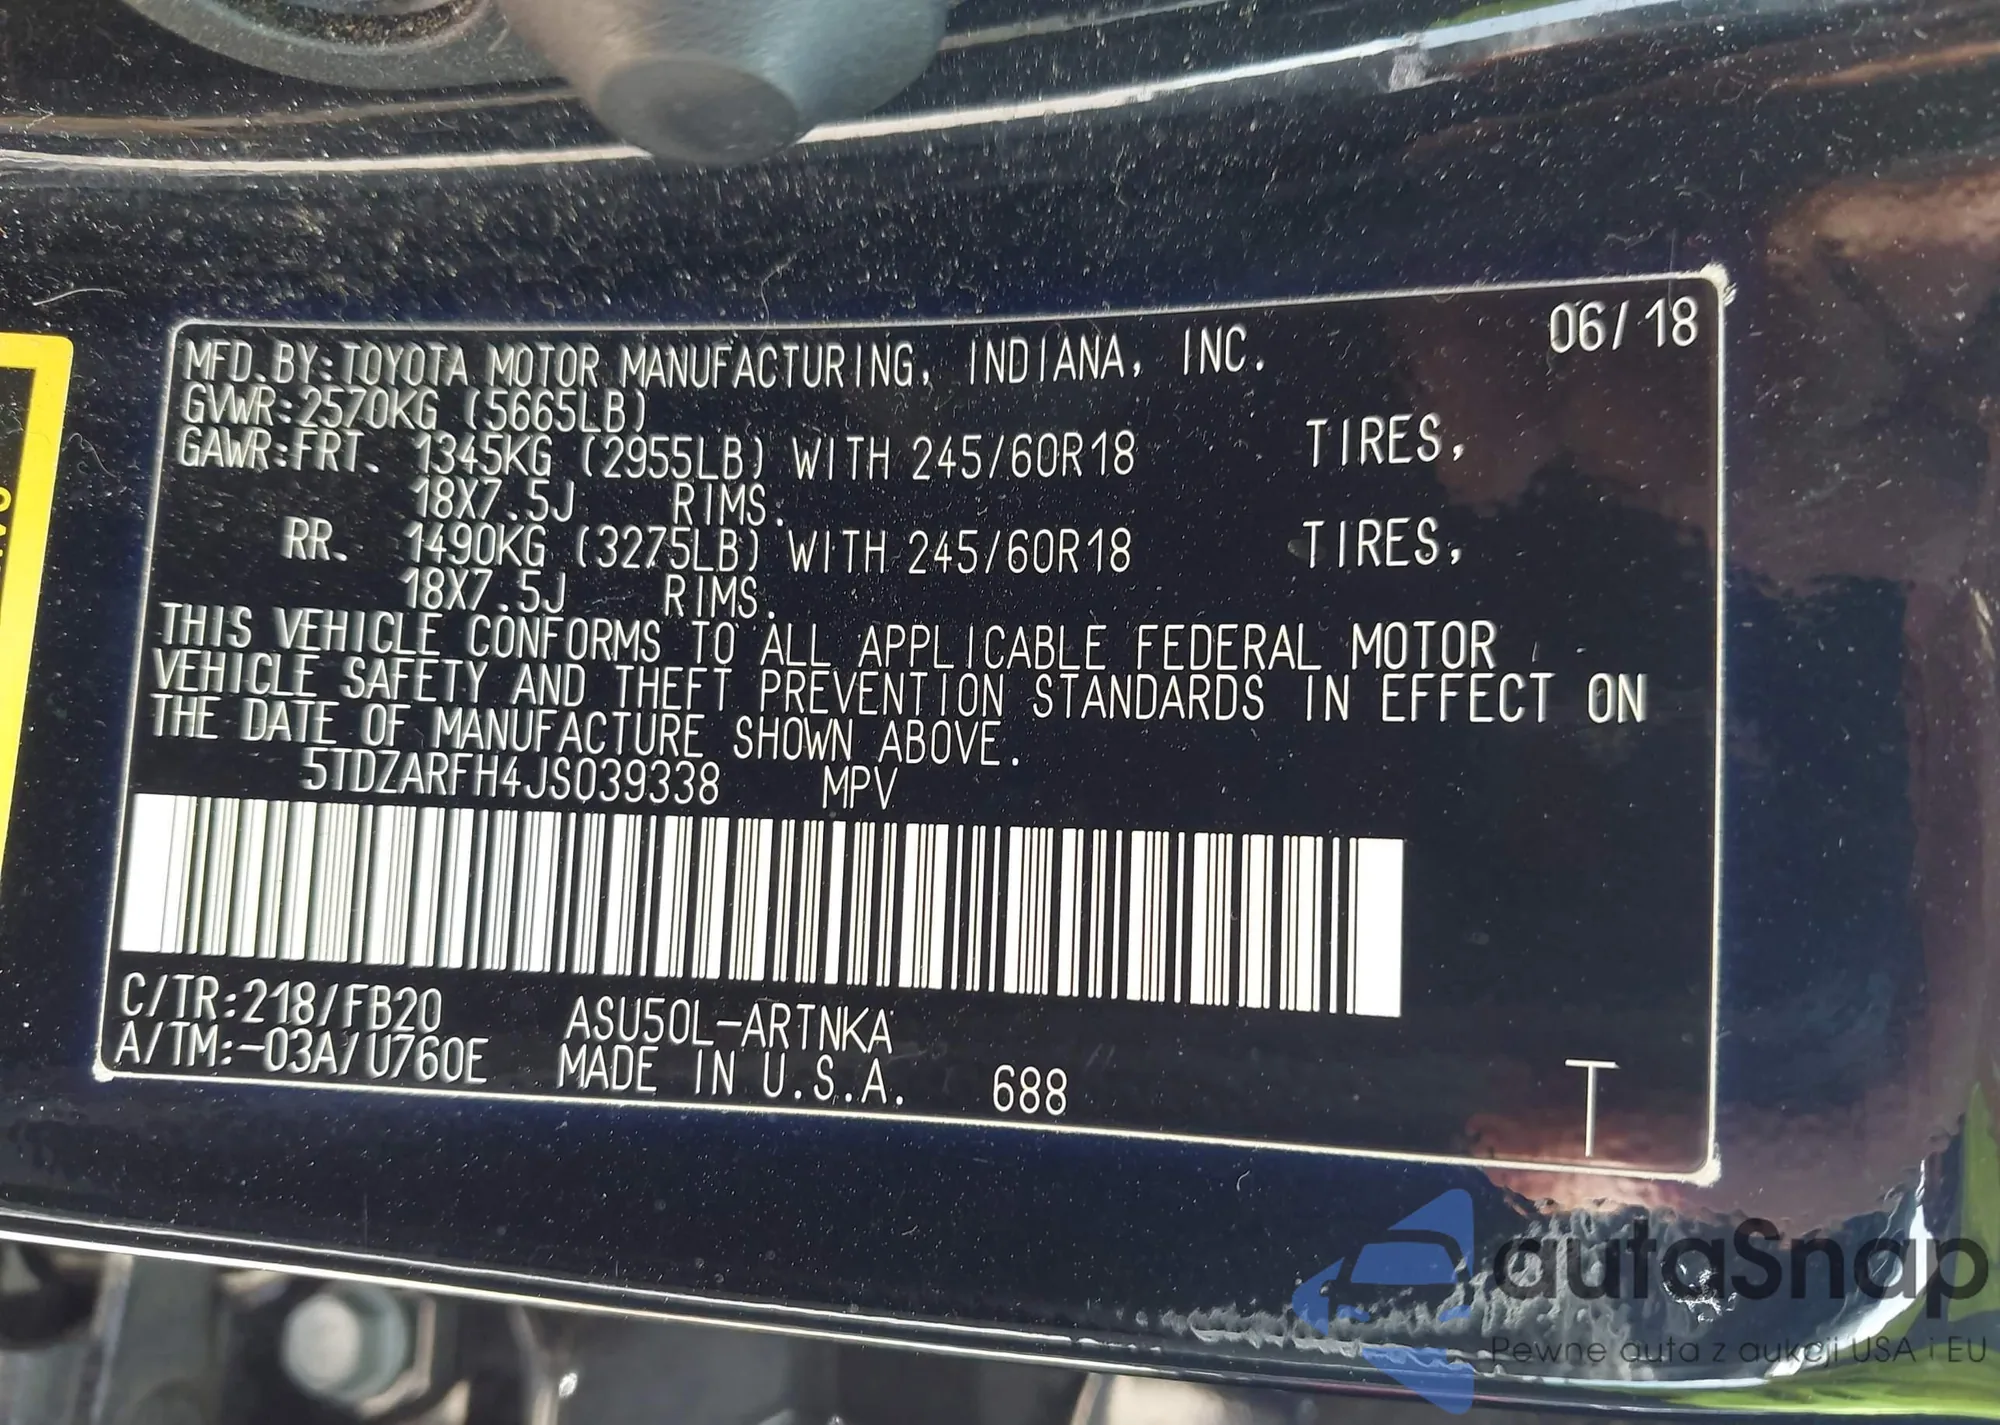 06/18
MFD.BY:TOYOTA MOTOR MANUFACTURING, INDIANA, INC.
GVWR:2570KG (5665LB)
GAWR:FRT. 1345KG (2955LB) WITH 245/60R18 TIRES,
18X7.5J RIMS.
RR. 1490KG (3275LB) WITH 245/60R18 TIRES,
18X7.5J RIMS.
THIS VEHICLE CONFORMS TO ALL APPLICABLE FEDERAL MOTOR
VEHICLE SAFETY AND THEFT PREVENTION STANDARDS IN EFFECT ON
THE DATE OF MANUFACTURE SHOWN ABOVE.
5TDZARFH4JS039338 MPV
C/TR:218/FB20 ASU50L-ARTNKA
A/TM:-03A/U760E MADE IN U.S.A. 688
T
autaSnap
Pewne auta z aukcji USA i EU